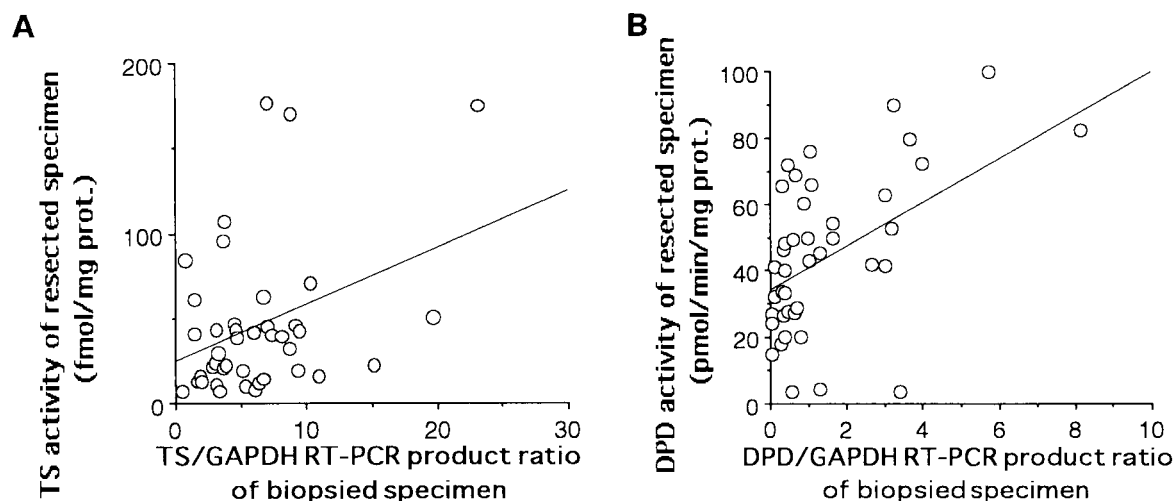 A
TS activity of resected specimen
(fmol/mg prot.)
200
100
0
0 10 20 30
TS/GAPDH RT-PCR product ratio
of biopsied specimen
B
DPD activity of resected specimen
(pmol/min/mg prot.)
100
80
60
40
20
0
0 2 4 6 8 10
DPD/GAPDH RT-PCR product ratio
of biopsied specimen